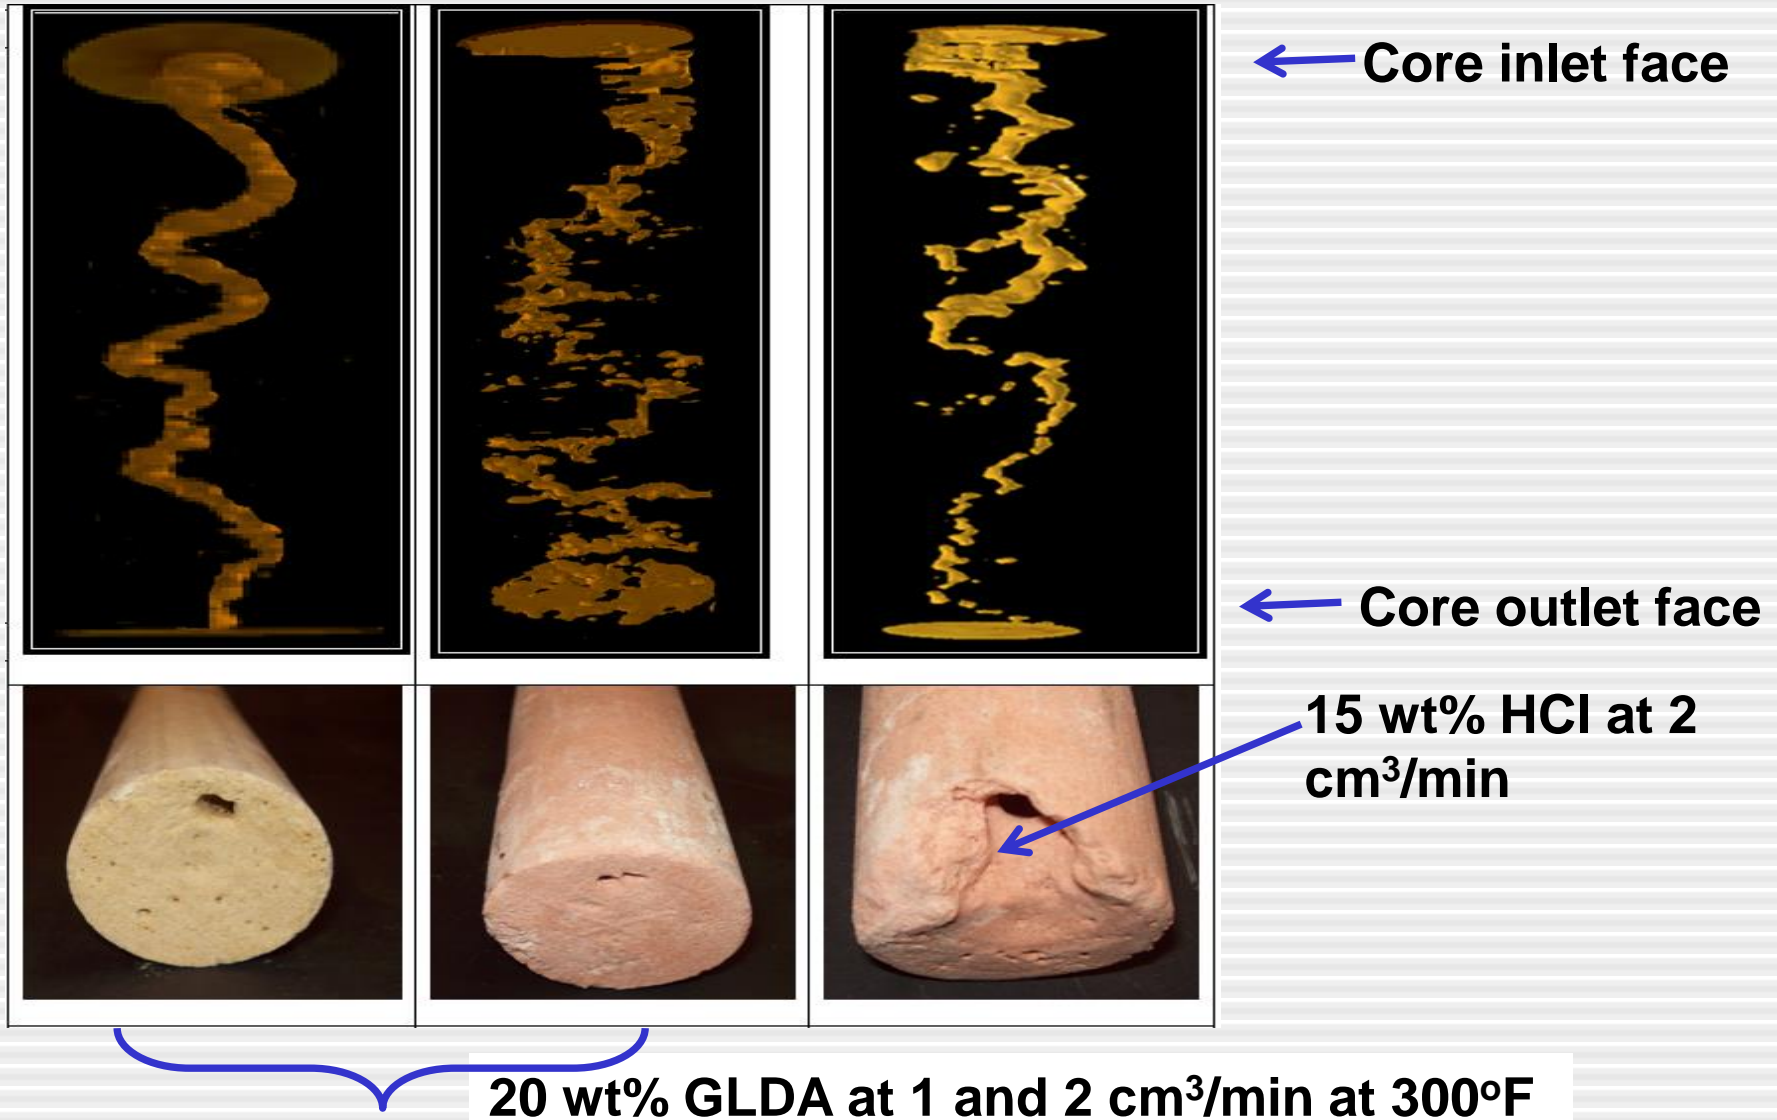 Core inlet face
Core outlet face
15 wt% HCl at 2
cm³/min
20 wt% GLDA at 1 and 2 cm³/min at 300ºF